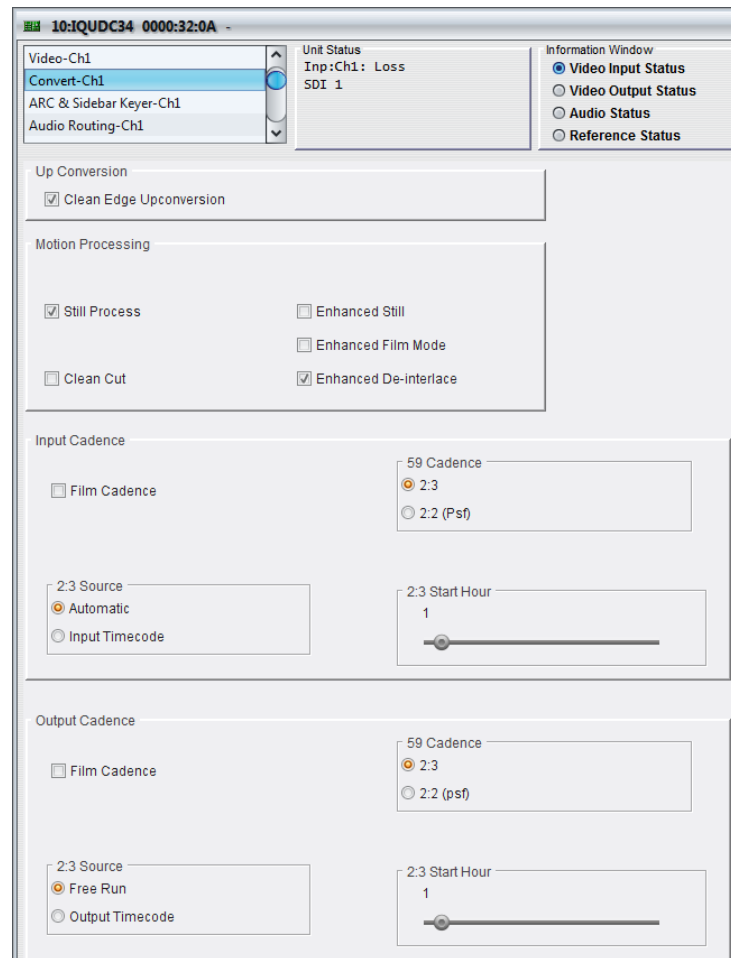 10:IQUDC34 0000:32:0A -
Video-Ch1
Convert-Ch1
ARC & Sidebar Keyer-Ch1
Audio Routing-Ch1
Unit Status
Inp:Ch1: Loss
SDI 1
Information Window
Video Input Status
Video Output Status
Audio Status
Reference Status
Up Conversion
Clean Edge Upconversion
Motion Processing
Still Process
Enhanced Still
Enhanced Film Mode
Clean Cut
Enhanced De-interlace
Input Cadence
Film Cadence
59 Cadence
2:3
2:2 (Psf)
2:3 Source
Automatic
Input Timecode
2:3 Start Hour
1
Output Cadence
Film Cadence
59 Cadence
2:3
2:2 (psf)
2:3 Source
Free Run
Output Timecode
2:3 Start Hour
1